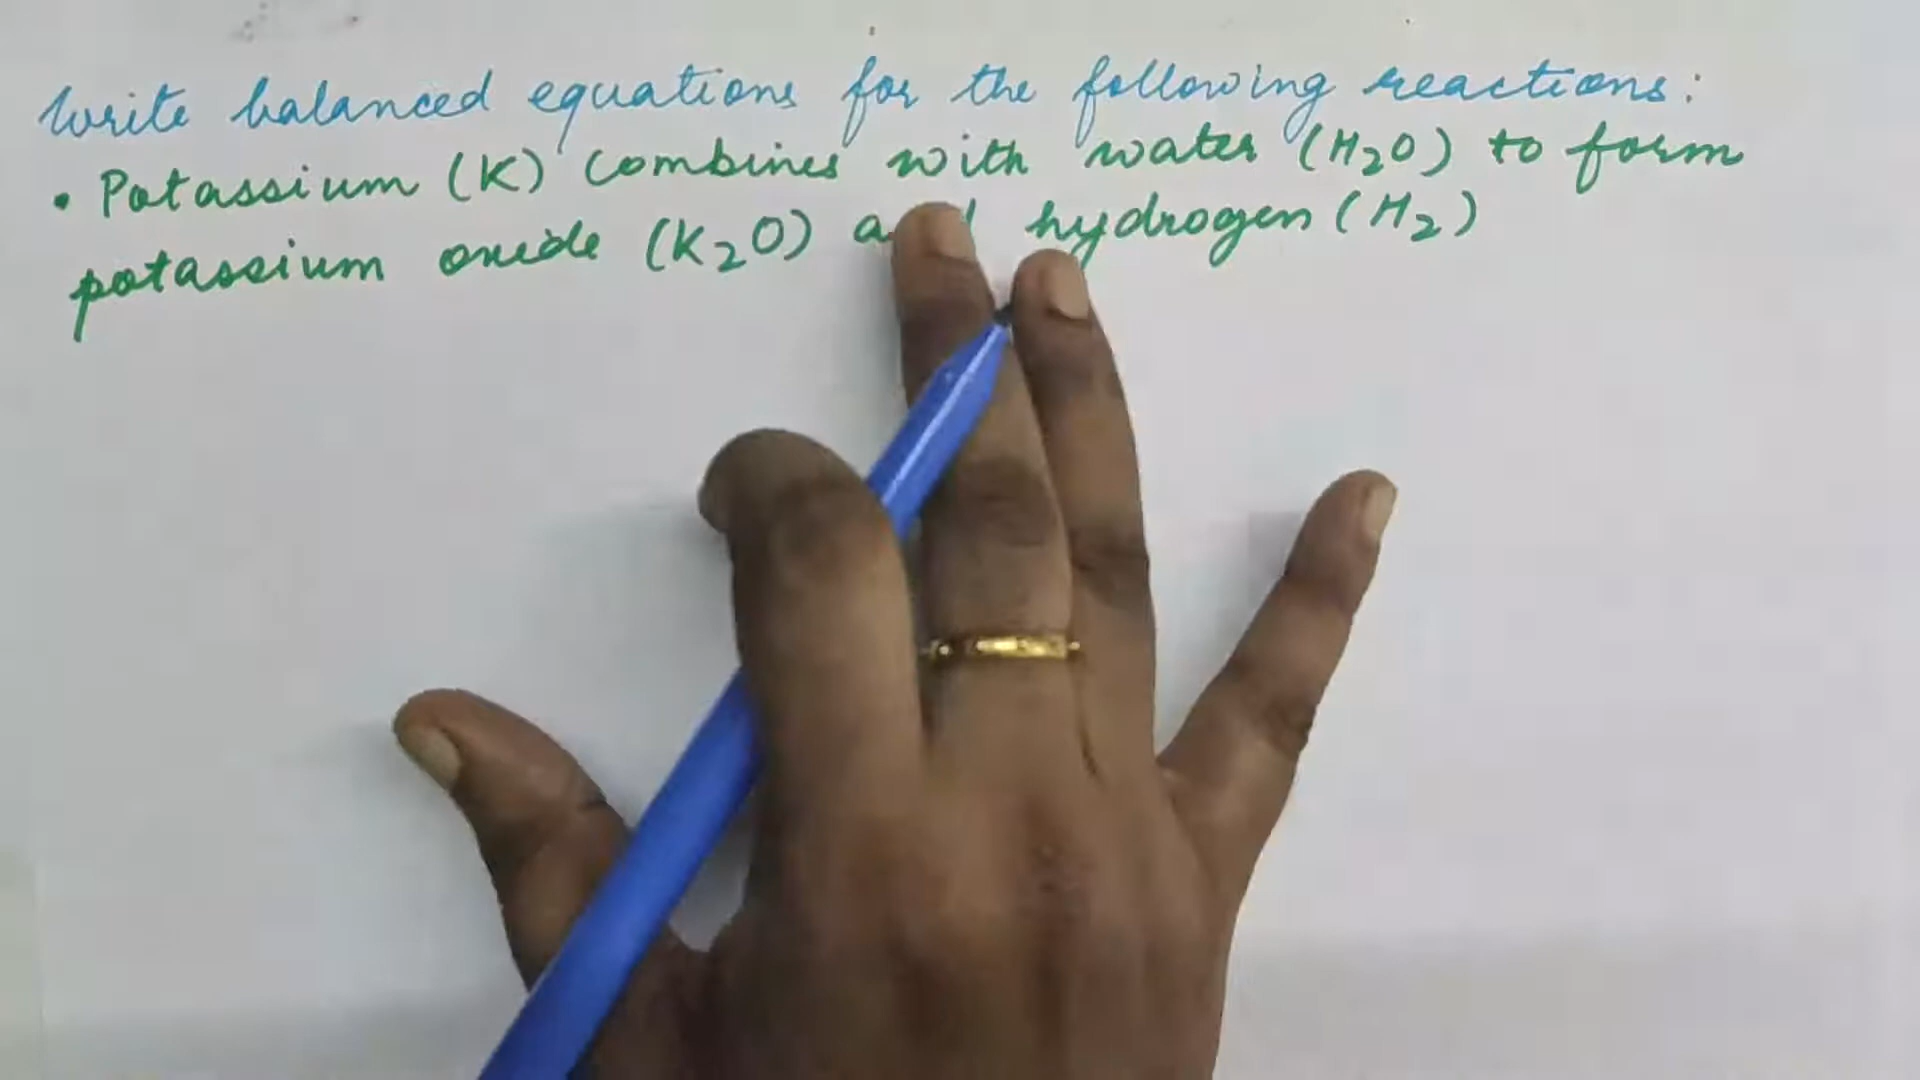 Write balanced equations for the following reactions:
• Potassium (K) combines with water (H2O) to form
potassium oxide (K2O) hydrogen (H2)